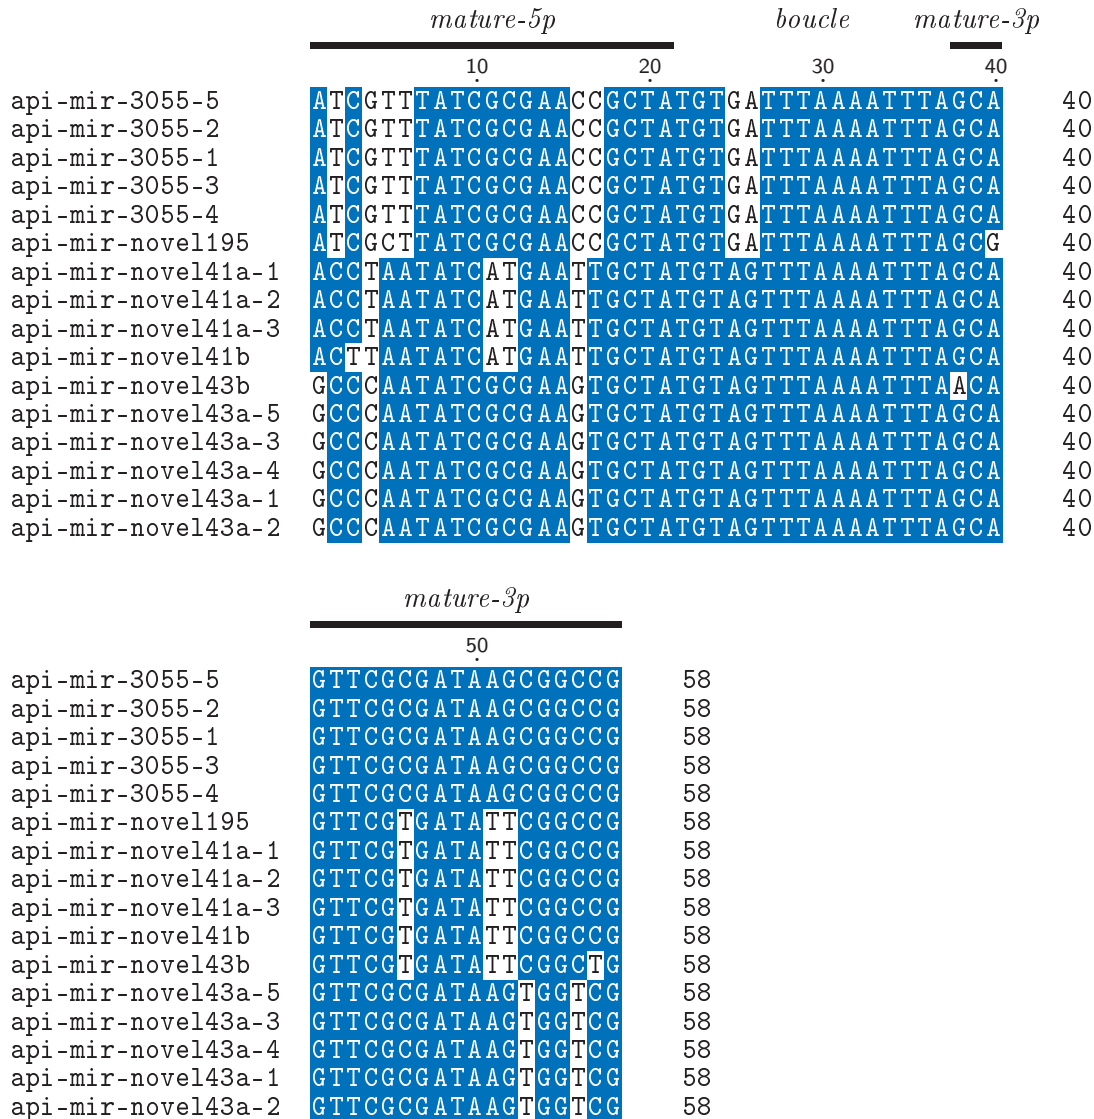 mature-5p boucle mature-3p
10 20 30 40
api-mir-3055-5 ATCGTTTATCGCGAACCGCTATGTGATTTAAAATTTAGCA 40
api-mir-3055-2 ATCGTTTATCGCGAACCGCTATGTGATTTAAAATTTAGCA 40
api-mir-3055-1 ATCGTTTATCGCGAACCGCTATGTGATTTAAAATTTAGCA 40
api-mir-3055-3 ATCGTTTATCGCGAACCGCTATGTGATTTAAAATTTAGCA 40
api-mir-3055-4 ATCGTTTATCGCGAACCGCTATGTGATTTAAAATTTAGCA 40
api-mir-novel195 ATCGCTTATCGCGAACCGCTATGTGATTTAAAATTTAGCG 40
api-mir-novel41a-1 ACCTAATATCATGAATTGCTATGTAGTTTAAAATTTAGCA 40
api-mir-novel41a-2 ACCTAATATCATGAATTGCTATGTAGTTTAAAATTTAGCA 40
api-mir-novel41a-3 ACCTAATATCATGAATTGCTATGTAGTTTAAAATTTAGCA 40
api-mir-novel41b ACTTAATATCATGAATTGCTATGTAGTTTAAAATTTAGCA 40
api-mir-novel43b GCCCAATATCGCGAAGTGCTATGTAGTTTAAAATTTAACA 40
api-mir-novel43a-5 GCCCAATATCGCGAAGTGCTATGTAGTTTAAAATTTAGCA 40
api-mir-novel43a-3 GCCCAATATCGCGAAGTGCTATGTAGTTTAAAATTTAGCA 40
api-mir-novel43a-4 GCCCAATATCGCGAAGTGCTATGTAGTTTAAAATTTAGCA 40
api-mir-novel43a-1 GCCCAATATCGCGAAGTGCTATGTAGTTTAAAATTTAGCA 40
api-mir-novel43a-2 GCCCAATATCGCGAAGTGCTATGTAGTTTAAAATTTAGCA 40
mature-3p
50
api-mir-3055-5 GTTCGCGATAAGCGGCCG 58
api-mir-3055-2 GTTCGCGATAAGCGGCCG 58
api-mir-3055-1 GTTCGCGATAAGCGGCCG 58
api-mir-3055-3 GTTCGCGATAAGCGGCCG 58
api-mir-3055-4 GTTCGCGATAAGCGGCCG 58
api-mir-novel195 GTTCGTGATATTCGGCCG 58
api-mir-novel41a-1 GTTCGTGATATTCGGCCG 58
api-mir-novel41a-2 GTTCGTGATATTCGGCCG 58
api-mir-novel41a-3 GTTCGTGATATTCGGCCG 58
api-mir-novel41b GTTCGTGATATTCGGCCG 58
api-mir-novel43b GTTCGTGATATTCGGCTG 58
api-mir-novel43a-5 GTTCGCGATAAGTGGTCG 58
api-mir-novel43a-3 GTTCGCGATAAGTGGTCG 58
api-mir-novel43a-4 GTTCGCGATAAGTGGTCG 58
api-mir-novel43a-1 GTTCGCGATAAGTGGTCG 58
api-mir-novel43a-2 GTTCGCGATAAGTGGTCG 58